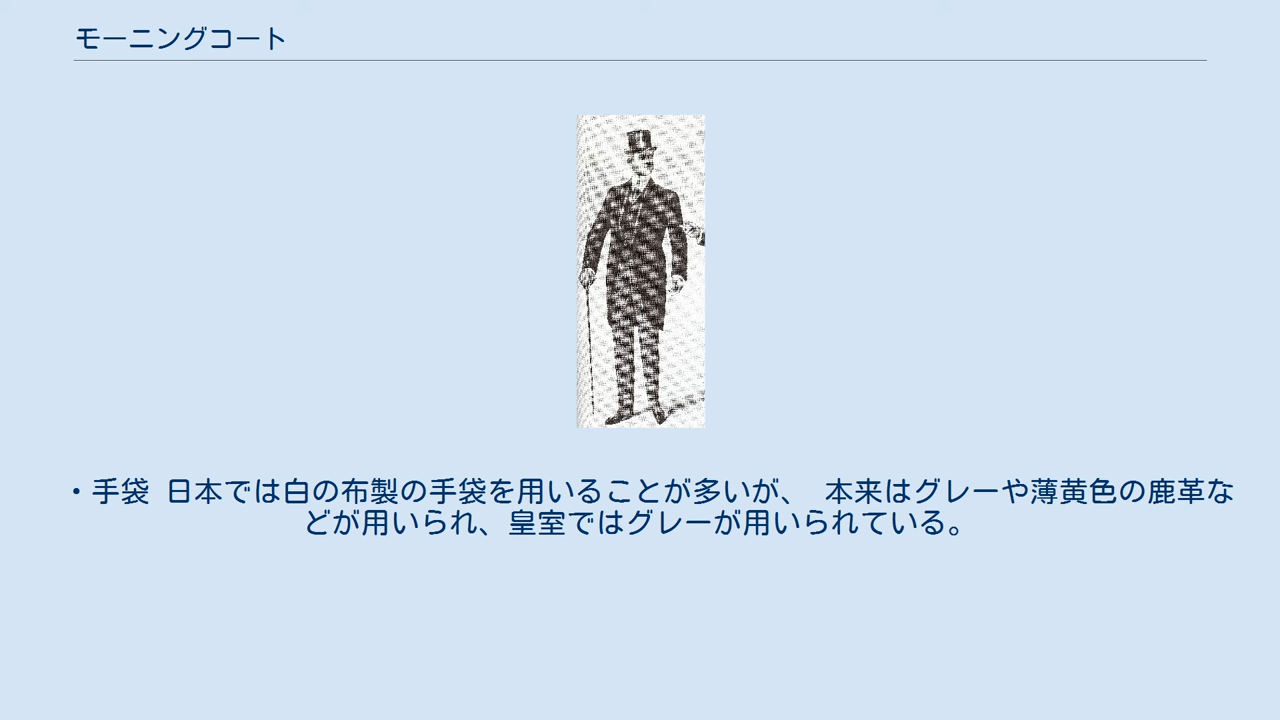 モーニングコート
・手袋 日本では白の布製の手袋を用いることが多いが、 本来はグレーや薄黄色の鹿革な
どが用いられ、皇室ではグレーが用いられている。